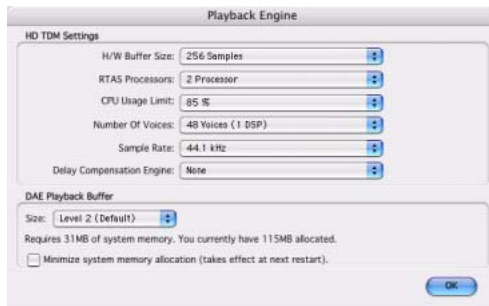 Playback Engine
HD TDM Settings
H/W Buffer Size: 256 Samples
RTAS Processors: 2 Processor
CPU Usage Limit: 85 %
Number Of Voices: 48 Voices (1 DSP)
Sample Rate: 44.1 kHz
Delay Compensation Engine: None
DAE Playback Buffer
Size: Level 2 (Default)
Requires 31MB of system memory. You currently have 115MB allocated.
Minimize system memory allocation (takes effect at next restart).
OK